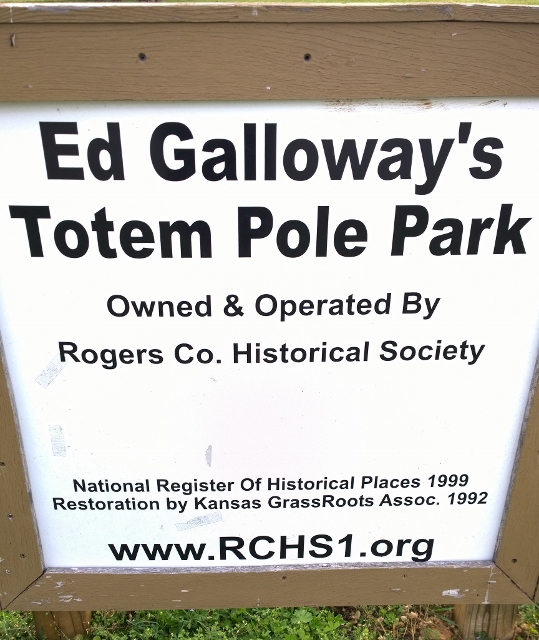 Ed Galloway's
Totem Pole Park
Owned & Operated By
Rogers Co. Historical Society
National Register Of Historical Places 1999
Restoration by Kansas GrassRoots Assoc. 1992
www.RCHS1.org